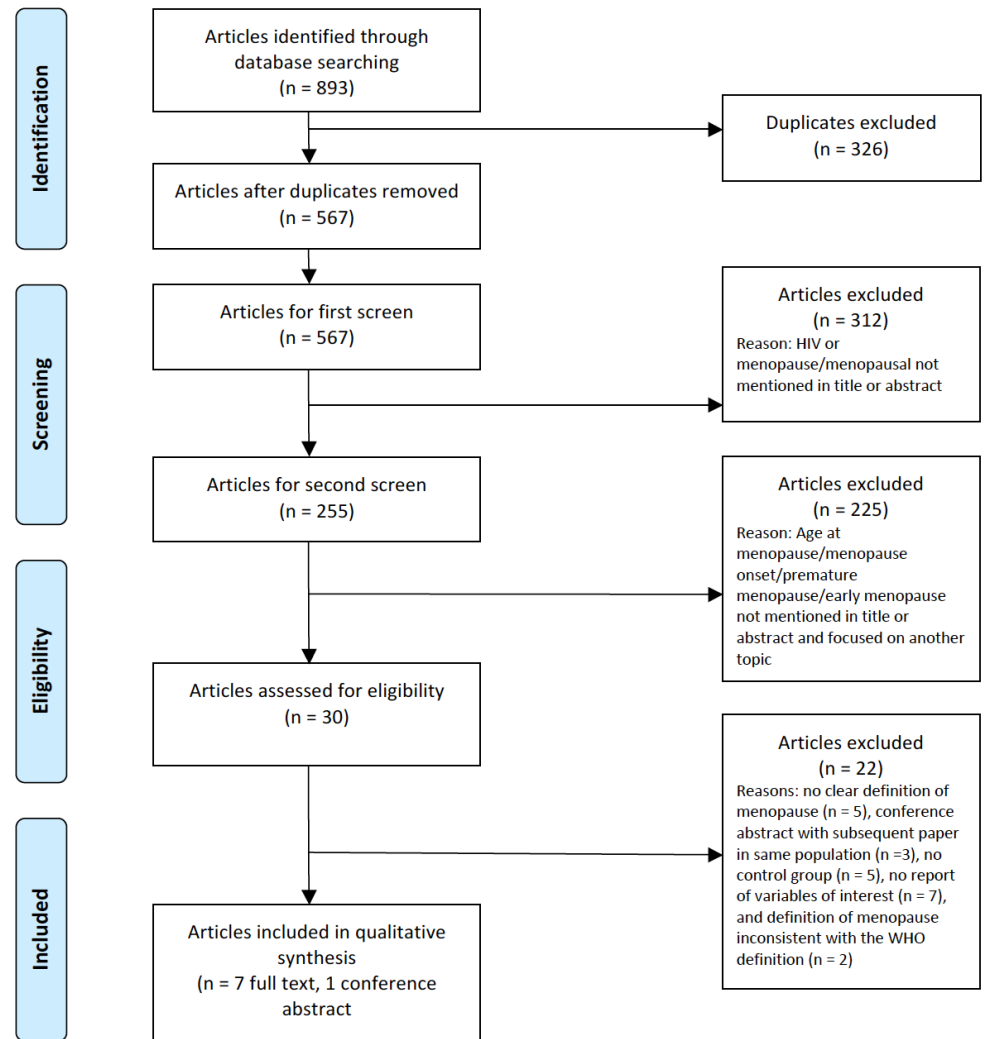 Identification
Articles identified through
database searching
(n = 893)
Duplicates excluded
(n = 326)
Articles after duplicates removed
(n = 567)
Screening
Articles for first screen
(n = 567)
Articles excluded
(n = 312)
Reason: HIV or
menopause/menopausal not
mentioned in title or abstract
Articles for second screen
(n = 255)
Articles excluded
(n = 225)
Reason: Age at
menopause/menopause
onset/premature
menopause/early menopause
not mentioned in title or
abstract and focused on another
topic
Eligibility
Articles assessed for eligibility
(n = 30)
Articles excluded
(n = 22)
Reasons: no clear definition of
menopause (n = 5), conference
abstract with subsequent paper
in same population (n =3), no
control group (n = 5), no report
of variables of interest (n = 7),
and definition of menopause
inconsistent with the WHO
definition (n = 2)
Included
Articles included in qualitative
synthesis
(n = 7 full text, 1 conference
abstract